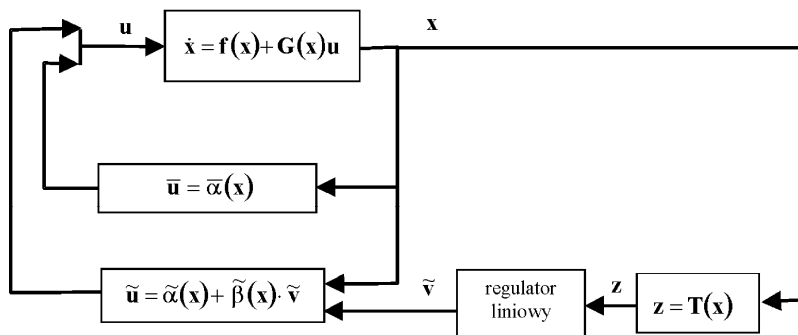 u
ẋ = f(x)+ G(x)u
x
ū = ᾱ(x)
ũ = α̃(x)+ β̃(x)· ṽ
ṽ
regulator
liniowy
z
z = T(x)